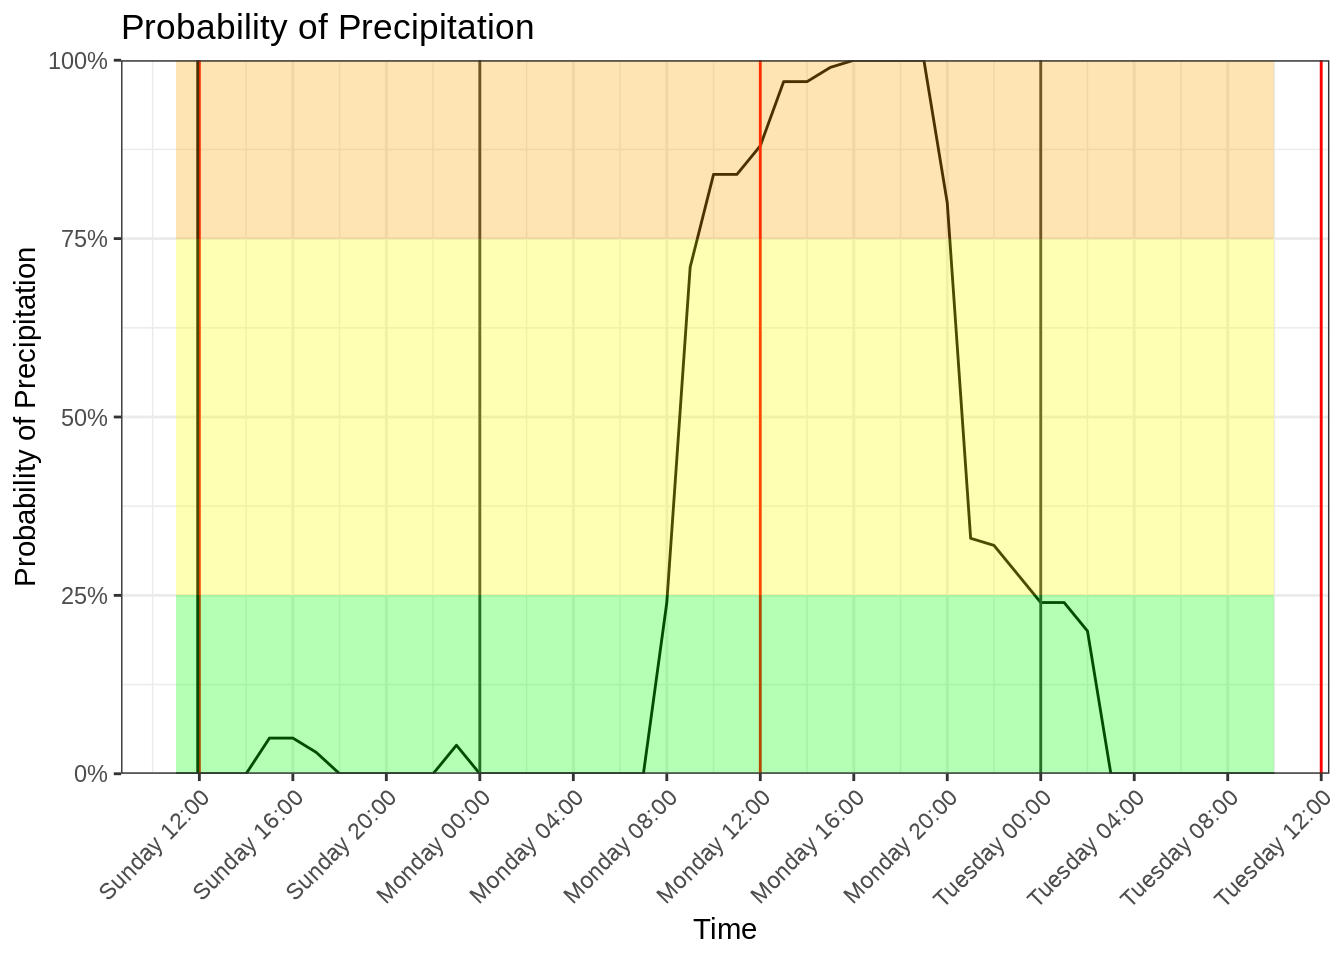 Probability of Precipitation
Probability of Precipitation
100%
75%
50%
25%
0%
Sunday 12:00
Sunday 16:00
Sunday 20:00
Monday 00:00
Monday 04:00
Monday 08:00
Monday 12:00
Monday 16:00
Monday 20:00
Tuesday 00:00
Tuesday 04:00
Tuesday 08:00
Tuesday 12:00
Time